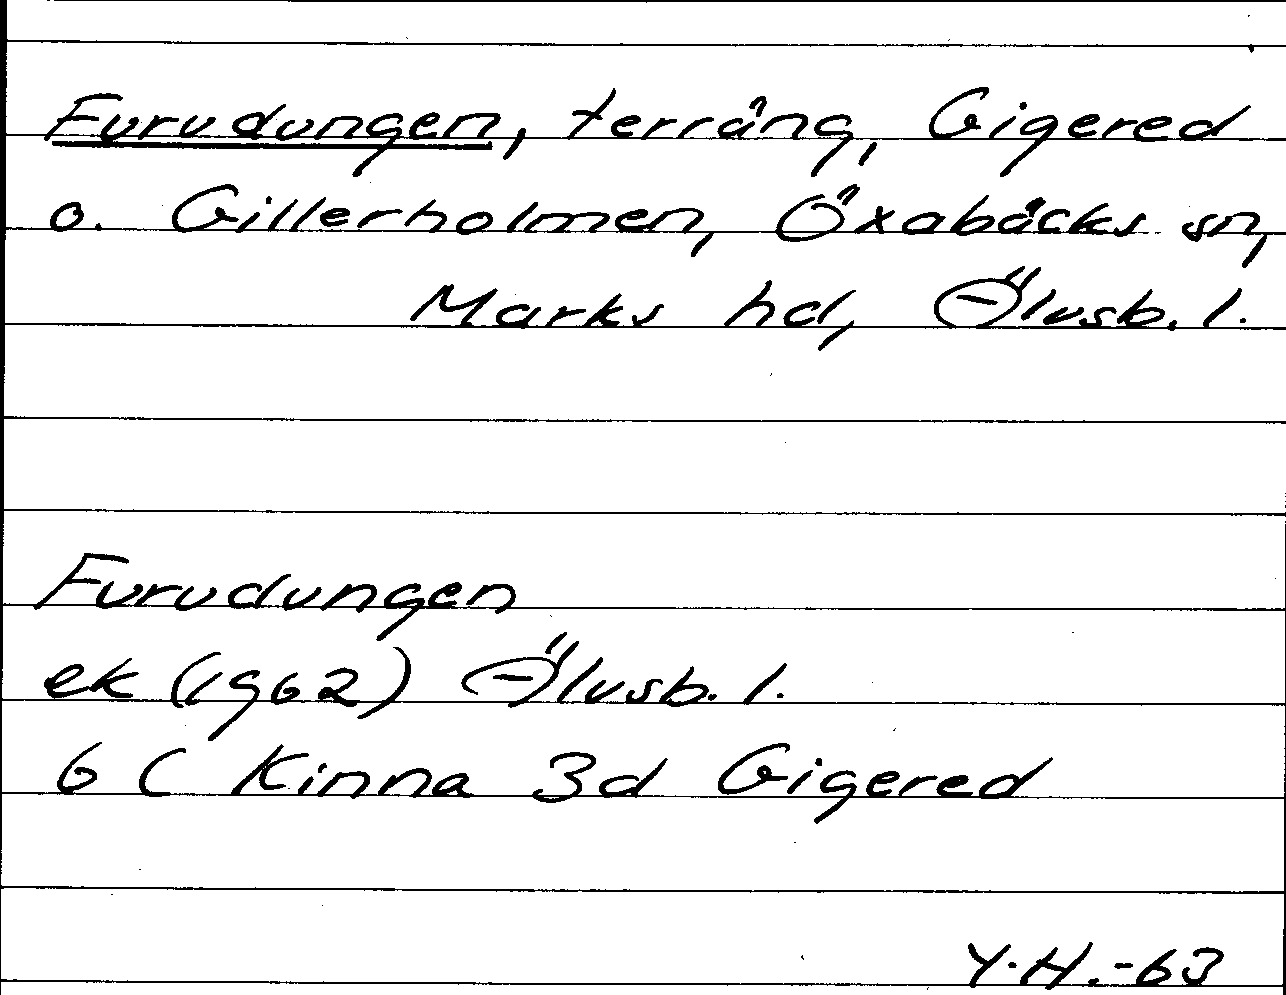 Furudungen, terräng, Gigered
o. Gillerholmen, Öxabäcks sn,
Marks hd, Älvsb. l.
Furudungen
ek (1962) Älvsb. l.
6 C Kinna 3d Gigered
Y.H.-63